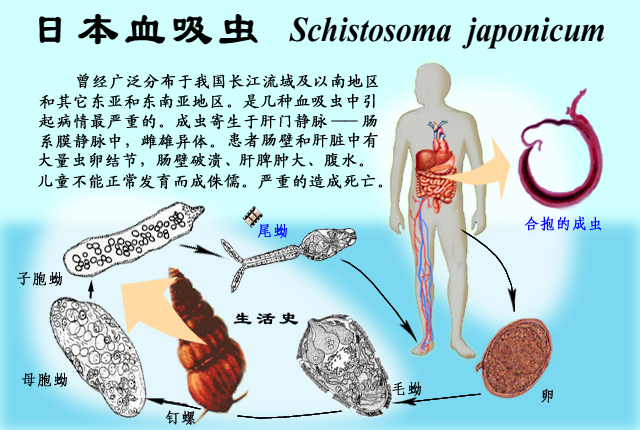 日本血吸虫 Schistosoma japonicum
曾经广泛分布于我国长江流域及以南地区
和其它东亚和东南亚地区。是几种血吸虫中引
起病情最严重的。成虫寄生于肝门静脉——肠
系膜静脉中，雌雄异体。患者肠壁和肝脏中有
大量虫卵结节，肠壁破溃、肝脾肿大、腹水。
儿童不能正常发育而成侏儒。严重的造成死亡。
合抱的成虫
尾蚴
子胞蚴
生活史
母胞蚴
毛蚴
卵
钉螺